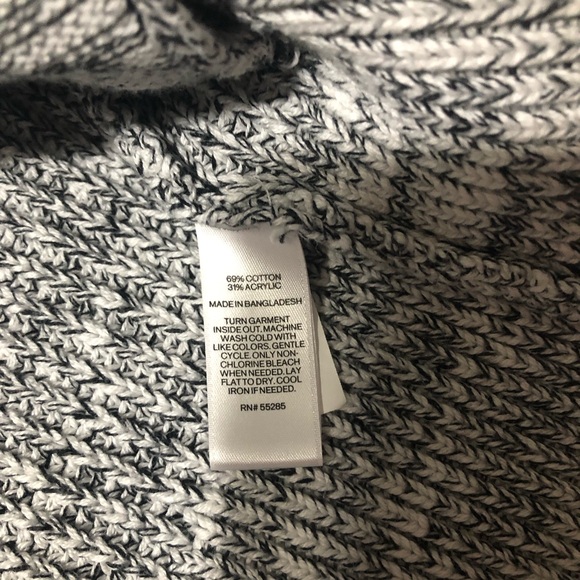 69% COTTON
31% ACRYLIC
MADE IN BANGLADESH
TURN GARMENT
INSIDE OUT. MACHINE
WASH COLD WITH
LIKE COLORS. GENTLE
CYCLE. ONLY NON-
CHLORINE BLEACH
WHEN NEEDED. LAY
FLAT TO DRY. COOL
IRON IF NEEDED.
RN# 55285